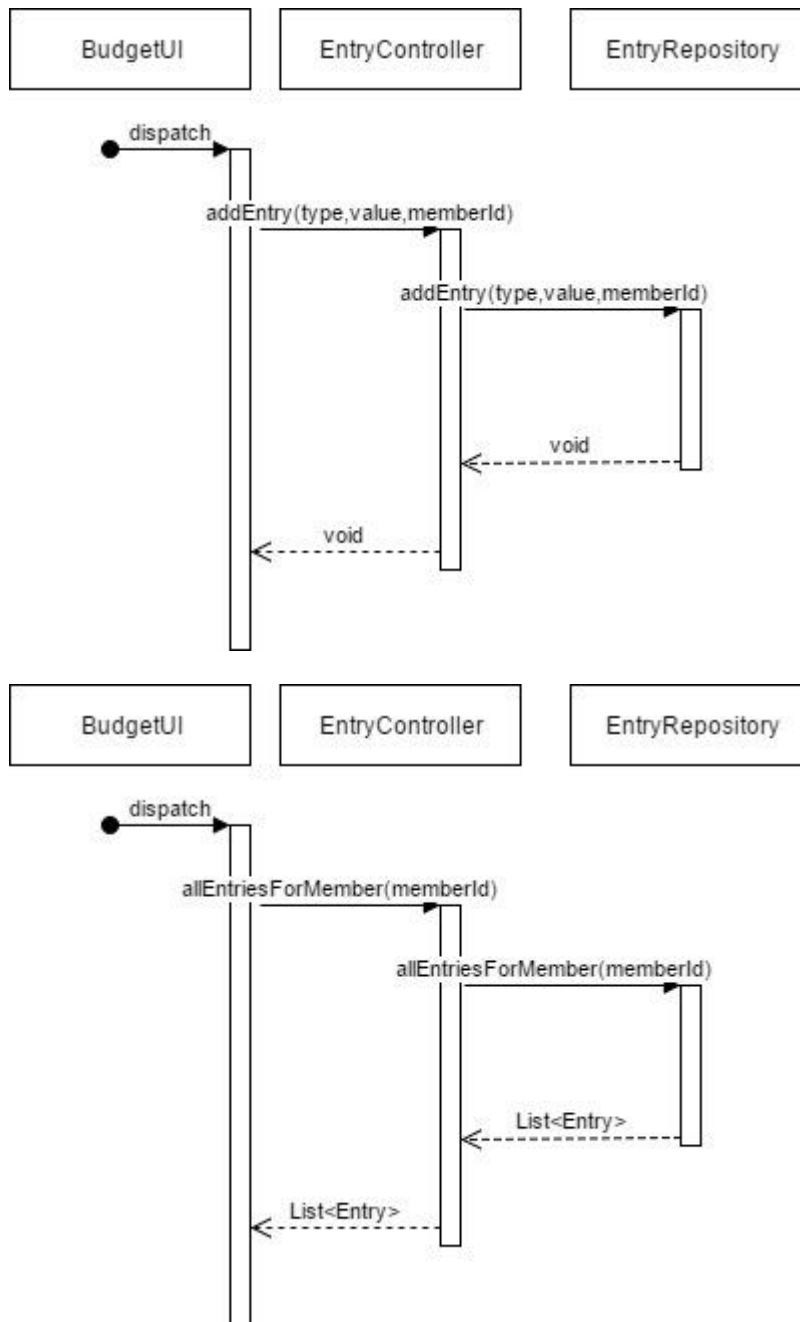 BudgetUI EntryController EntryRepository
dispatch
addEntry(type,value,memberId)
addEntry(type,value,memberId)
void
void
BudgetUI EntryController EntryRepository
dispatch
allEntriesForMember(memberId)
allEntriesForMember(memberId)
List<Entry>
List<Entry>